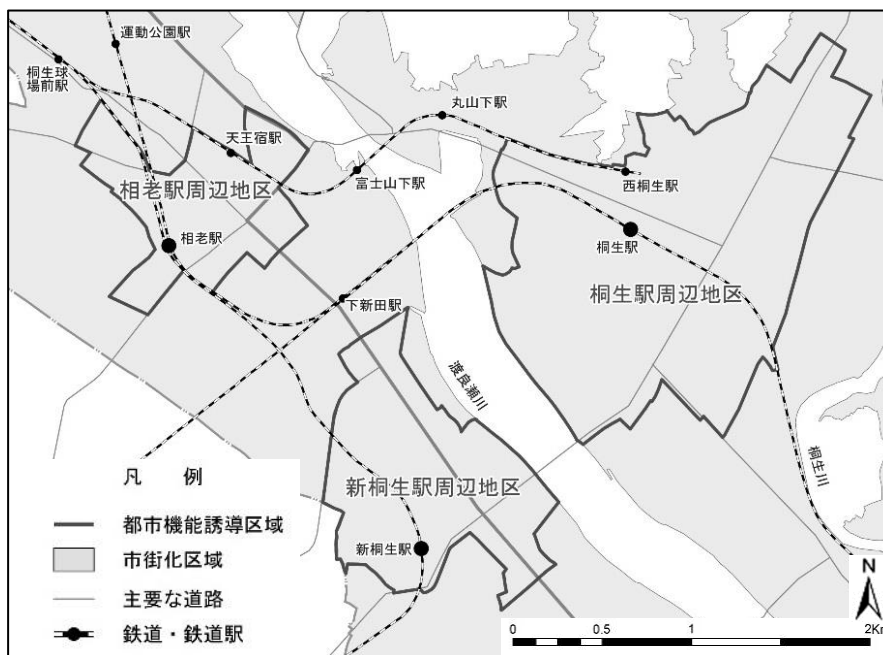 運動公園駅
桐生球
場前駅
丸山下駅
天王宿駅
富士山下駅
西桐生駅
相老駅周辺地区
相老駅
桐生駅
桐生駅周辺地区
下新田駅
渡良瀬川
桐生川
新桐生駅周辺地区
新桐生駅
凡 例
都市機能誘導区域
市街化区域
主要な道路
鉄道・鉄道駅
N
0 0.5 1 2Km